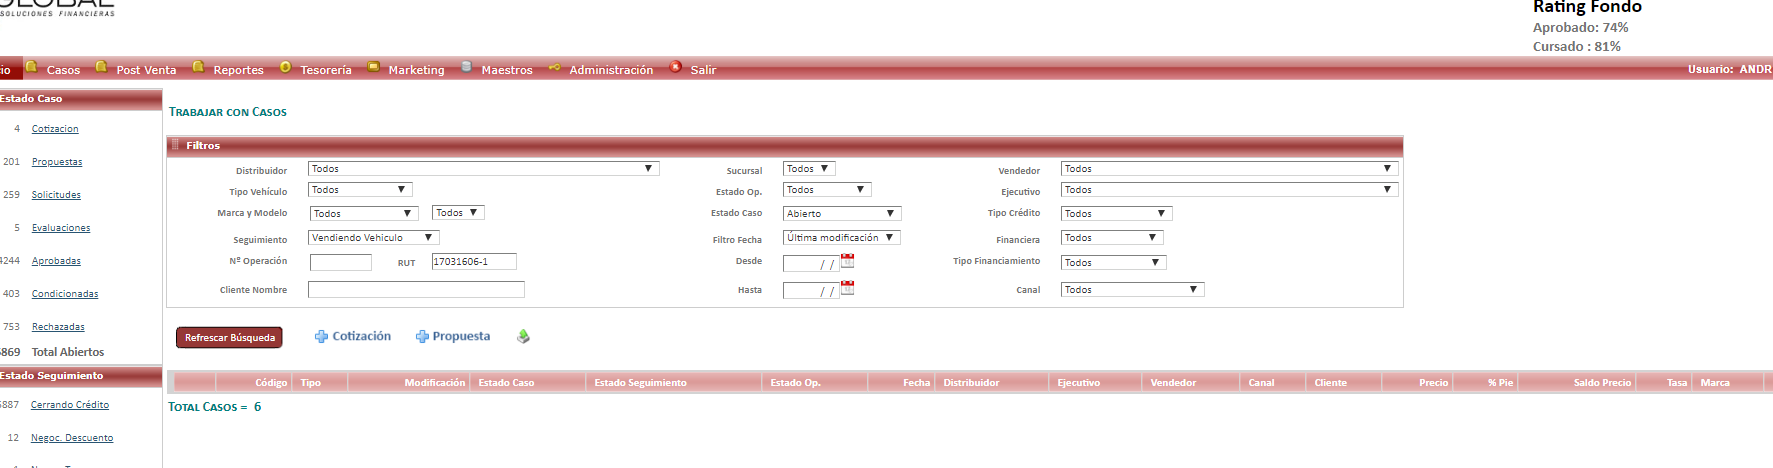 GLOBAL
SOLUCIONES FINANCIERAS
Rating Fondo
Aprobado: 74%
Cursado : 81%
Casos Post Venta Reportes Tesorería Marketing Maestros Administración Salir Usuario: ANDR
Estado Caso
4 Cotizacion
201 Propuestas
259 Solicitudes
5 Evaluaciones
4244 Aprobadas
403 Condicionadas
753 Rechazadas
5869 Total Abiertos
Estado Seguimiento
5887 Cerrando Crédito
12 Negoc. Descuento
TRABAJAR CON CASOS
Filtros
Distribuidor Todos Sucursal Todos Vendedor Todos
Tipo Vehículo Todos Estado Op. Todos Ejecutivo Todos
Marca y Modelo Todos Todos Estado Caso Abierto Tipo Crédito Todos
Seguimiento Vendiendo Vehiculo Filtro Fecha Última modificación Financiera Todos
Nº Operación RUT 17031606-1 Desde / / Tipo Financiamiento Todos
Cliente Nombre Hasta / / Canal Todos
Refrescar Búsqueda Cotización Propuesta
Código Tipo Modificación Estado Caso Estado Seguimiento Estado Op. Fecha Distribuidor Ejecutivo Vendedor Canal Cliente Precio % Pie Saldo Precio Tasa Marca
TOTAL CASOS = 6